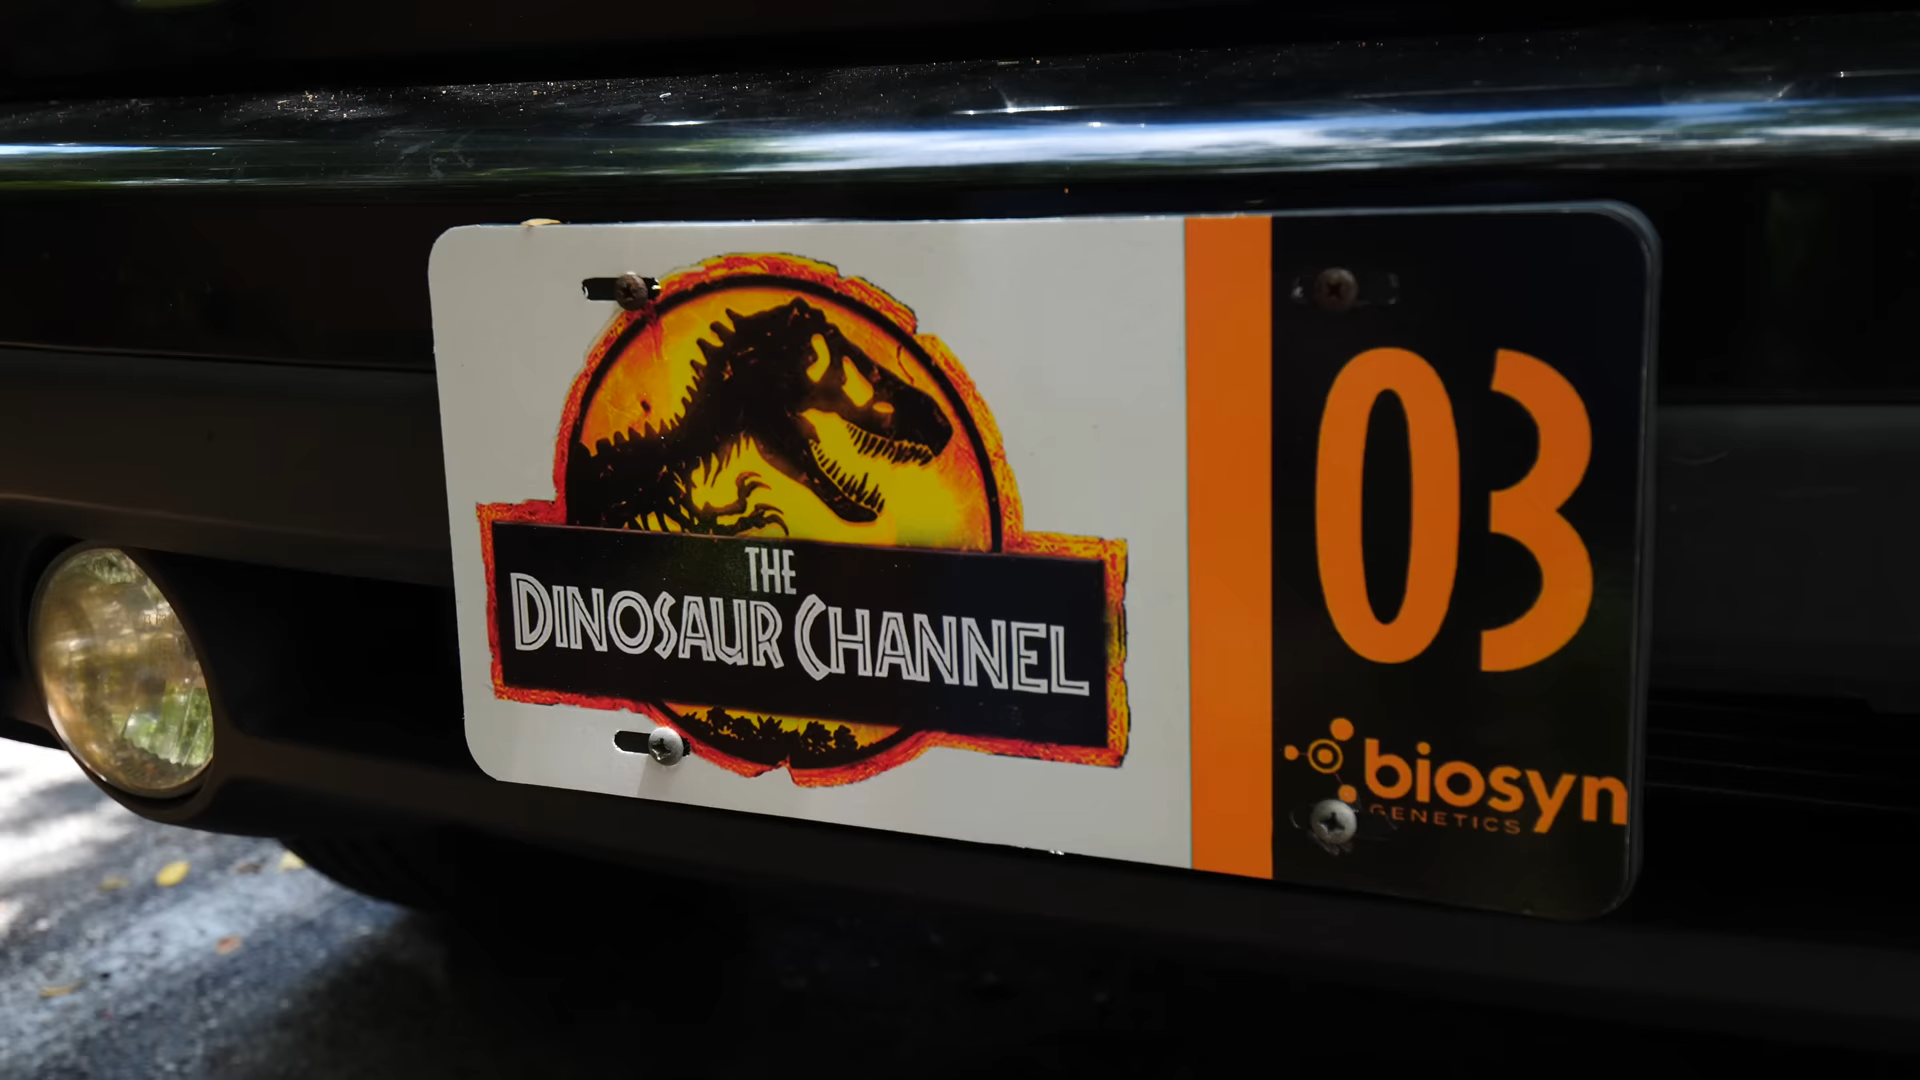 THE
DINOSAUR CHANNEL
03
biosyn
GENETICS